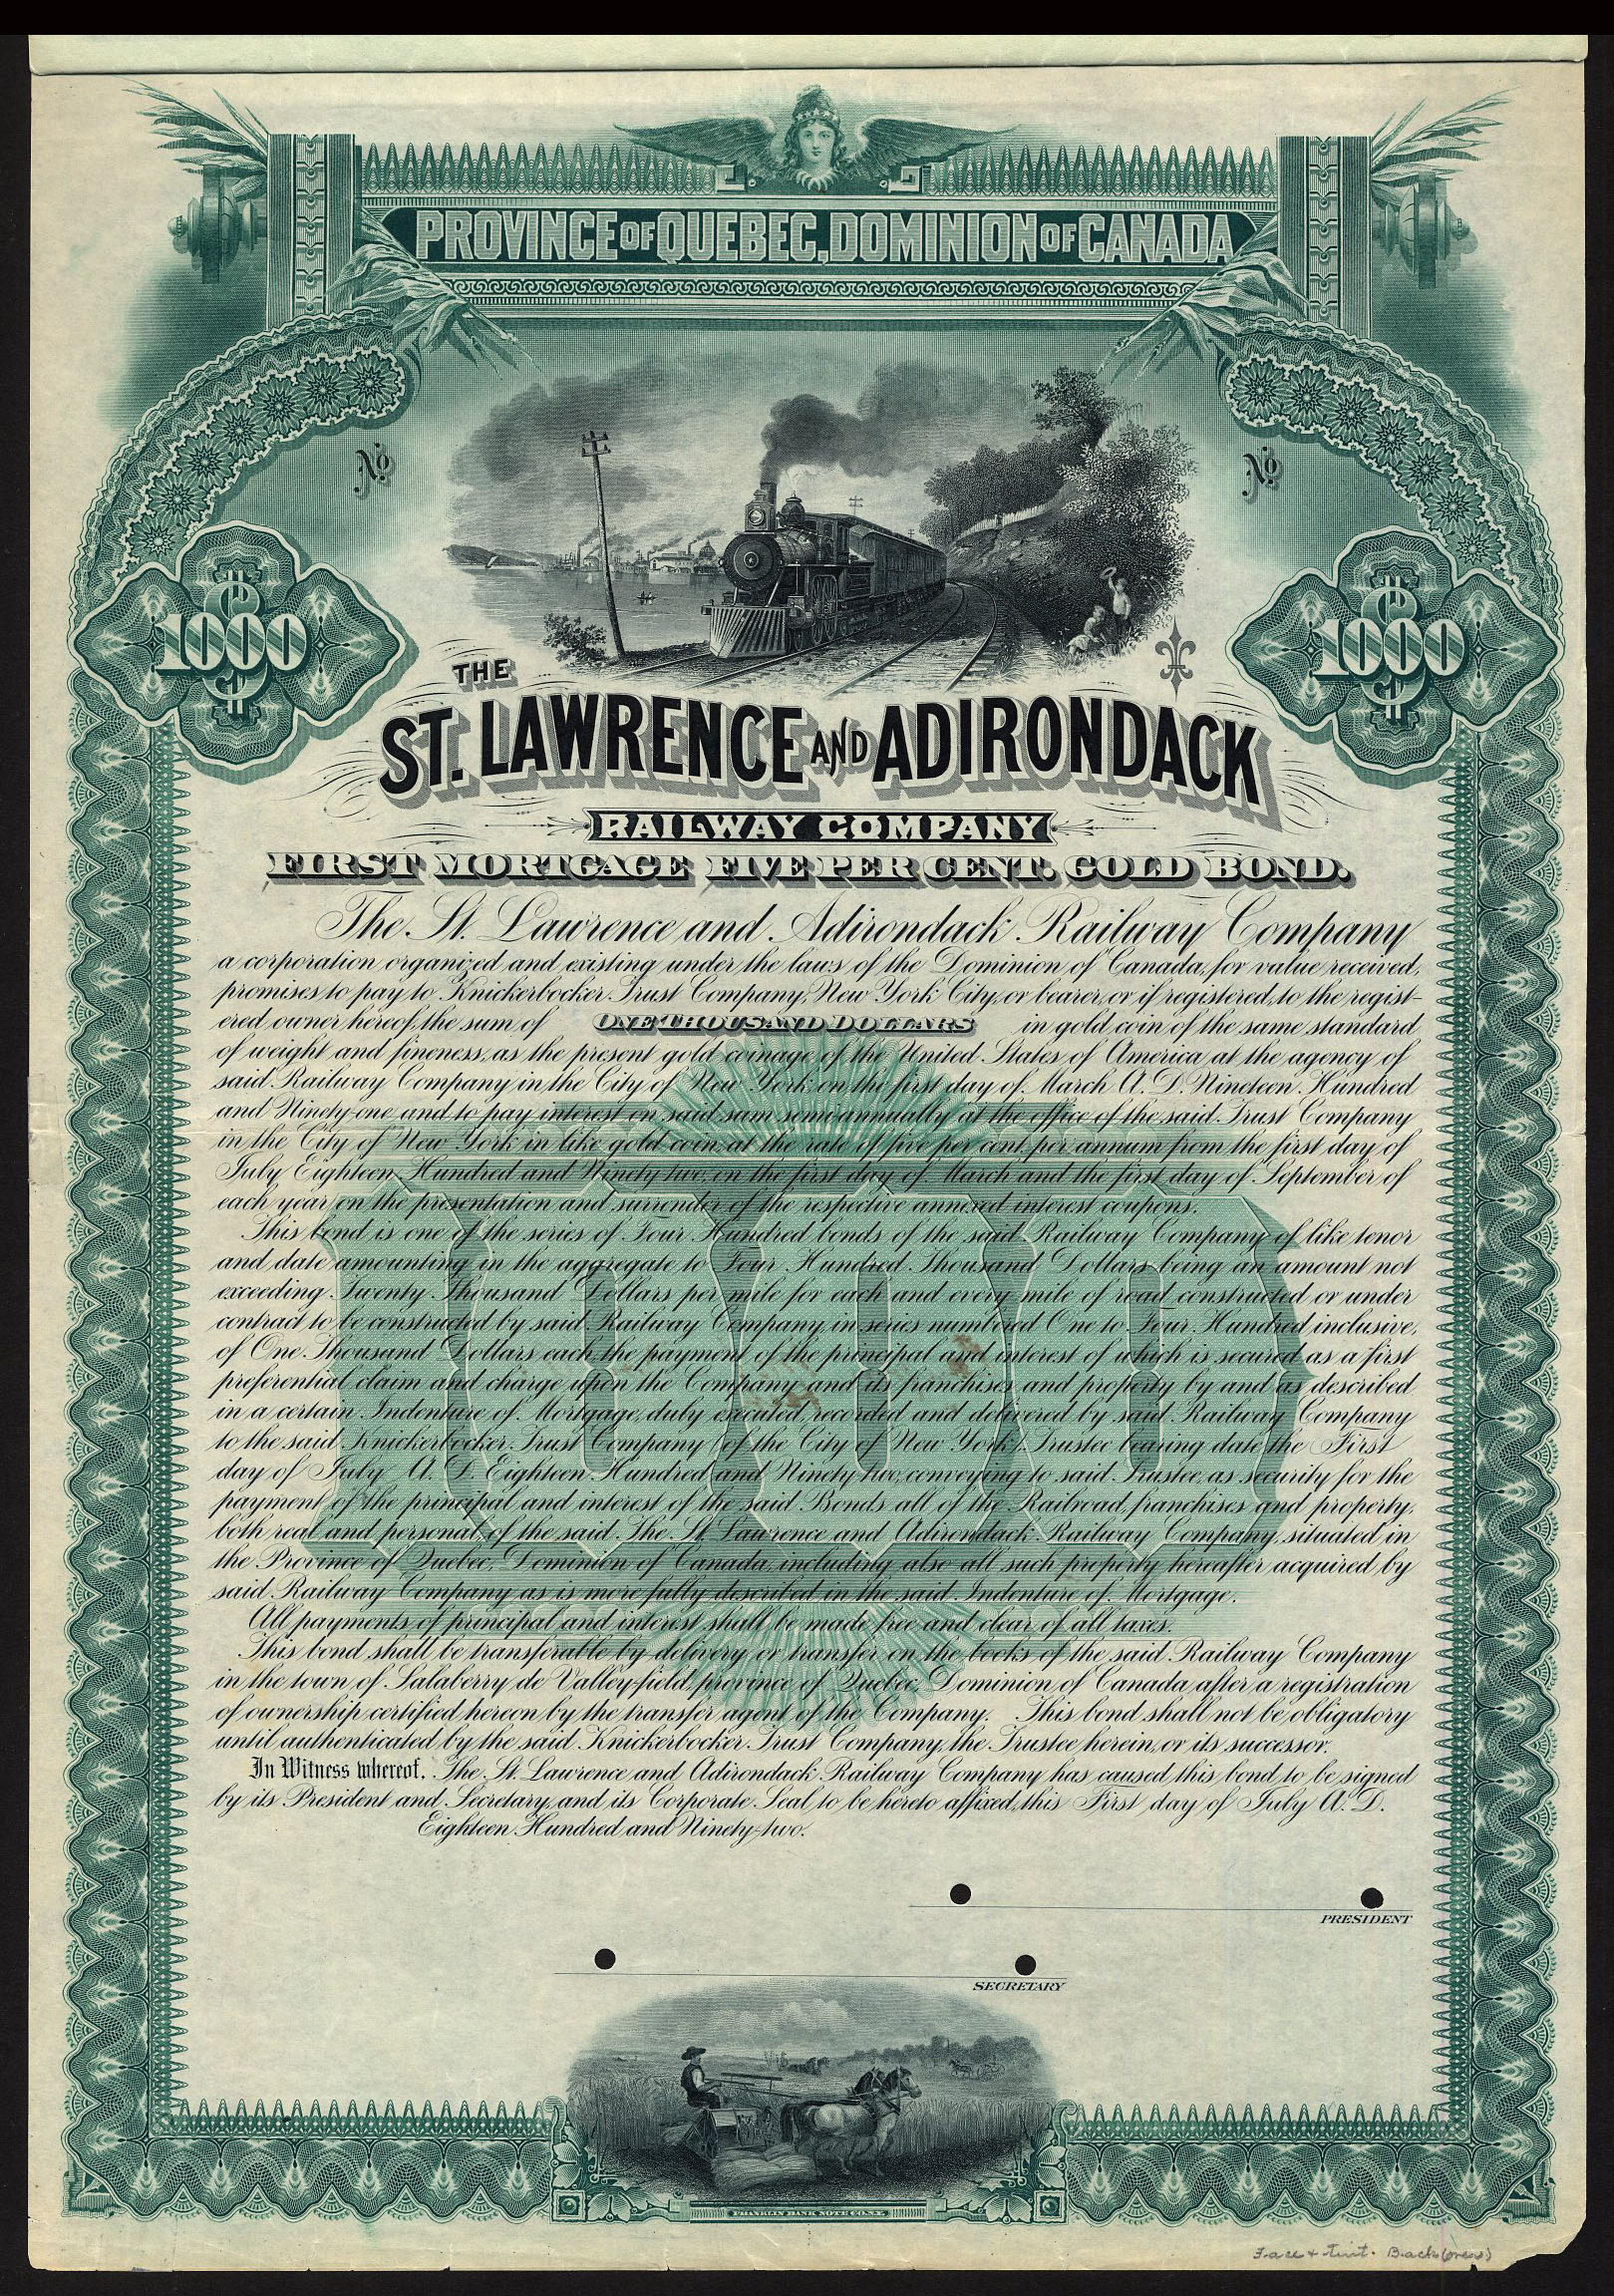 PROVINCE OF QUEBEC, DOMINION OF CANADA
No No
$1000 $1000
THE
ST. LAWRENCE AND ADIRONDACK
RAILWAY COMPANY
FIRST MORTGAGE FIVE PER CENT. GOLD BOND.
The St. Lawrence and Adirondack Railway Company
a corporation organized and existing under the laws of the Dominion of Canada, for value received,
promises to pay to Knickerbocker Trust Company, New York City, or bearer, or if registered, to the regist-
ered owner hereof, the sum of ONE THOUSAND DOLLARS in gold coin of the same standard
of weight and fineness, as the present gold coinage of the United States of America at the agency of
said Railway Company in the City of New York on the first day of March A. D. Nineteen Hundred
and Ninety-one and to pay interest on said sum semi-annually at the office of the said Trust Company
in the City of New York in like gold coin, at the rate of five per cent. per annum from the first day of
July Eighteen Hundred and Ninety two, on the first day of March and the first day of September of
each year, on the presentation and surrender of the respective annexed interest coupons.
This bond is one of the series of Four Hundred bonds of the said Railway Company of like tenor
and date amounting in the aggregate to Four Hundred Thousand Dollars being an amount not
exceeding Twenty Thousand Dollars per mile for each and every mile of road constructed or under
contract to be constructed by said Railway Company in series numbered One to Four Hundred inclusive,
of One Thousand Dollars each, the payment of the principal and interest of which is secured as a first
preferential claim and charge upon the Company and its franchises and property by and as described
in a certain Indenture of Mortgage, duly executed, recorded and delivered by said Railway Company
to the said Knickerbocker Trust Company (of the City of New York) Trustee bearing date the First
day of July A. D. Eighteen Hundred and Ninety two, conveying to said Trustee, as security for the
payment of the principal and interest of the said Bonds all of the Railroad, franchises and property,
both real and personal, of the said The St. Lawrence and Adirondack Railway Company, situated in
the Province of Quebec, Dominion of Canada, including also all such property hereafter acquired by
said Railway Company as is more fully described in the said Indenture of Mortgage.
All payments of principal and interest shall be made free and clear of all taxes.
This bond shall be transferable by delivery or transfer on the books of the said Railway Company
in the town of Salaberry de Valleyfield, province of Quebec, Dominion of Canada, after a registration
of ownership certified hereon by the transfer agent of the Company. This bond shall not be obligatory
until authenticated by the said Knickerbocker Trust Company, the Trustee herein, or its successor.
In Witness whereof, The St. Lawrence and Adirondack Railway Company has caused this bond to be signed
by its President and Secretary, and its Corporate Seal to be hereto affixed, this First day of July A. D.
Eighteen Hundred and Ninety-two.
PRESIDENT
SECRETARY
FRANKLIN BANK NOTE CO. N.Y.
Face + tint. Back (over)